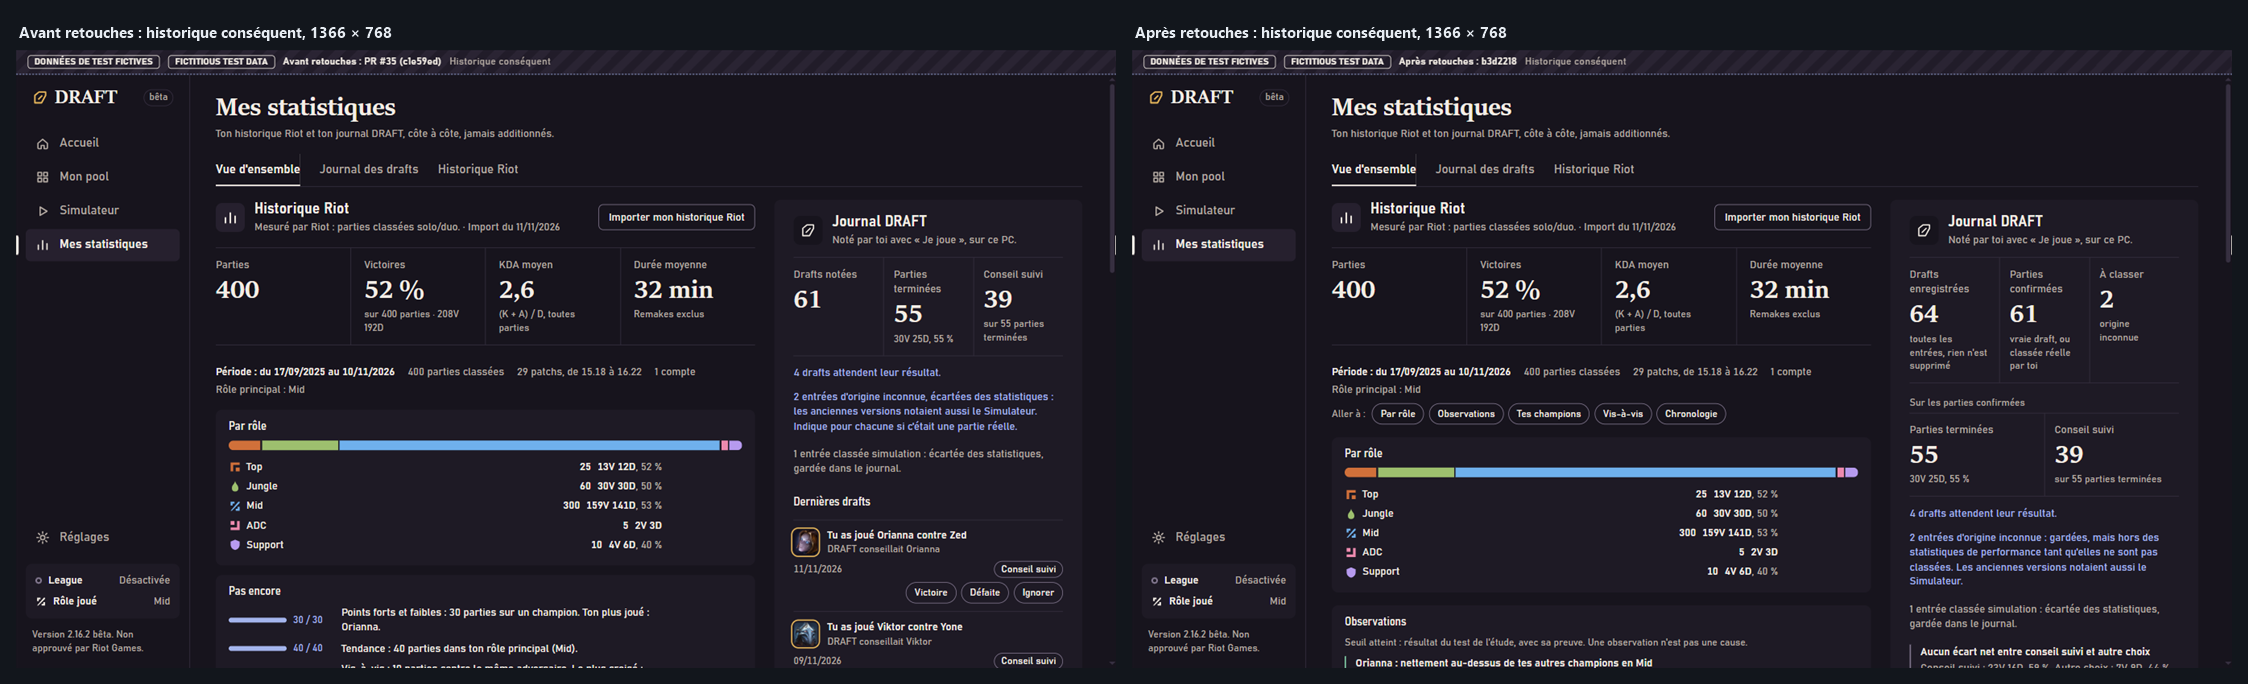 Avant retouches : historique conséquent, 1366 × 768
DONNÉES DE TEST FICTIVES
FICTITIOUS TEST DATA
Avant retouches : PR #35 (c1e59ed)
Historique conséquent
DRAFT
bêta
Accueil
Mon pool
Simulateur
Mes statistiques
Réglages
League
Désactivée
Rôle joué
Mid
Version 2.16.2 bêta. Non
approuvé par Riot Games.
Mes statistiques
Ton historique Riot et ton journal DRAFT, côte à côte, jamais additionnés.
Vue d'ensemble
Journal des drafts
Historique Riot
Historique Riot
Mesuré par Riot : parties classées solo/duo. · Import du 11/11/2026
Importer mon historique Riot
Parties
400
Victoires
52 %
sur 400 parties · 208V
192D
KDA moyen
2,6
(K + A) / D, toutes
parties
Durée moyenne
32 min
Remakes exclus
Période : du 17/09/2025 au 10/11/2026
400 parties classées
29 patchs, de 15.18 à 16.22
1 compte
Rôle principal : Mid
Par rôle
Top 25 13V 12D, 52 %
Jungle 60 30V 30D, 50 %
Mid 300 159V 141D, 53 %
ADC 5 2V 3D
Support 10 4V 6D, 40 %
Pas encore
30 / 30
Points forts et faibles : 30 parties sur un champion. Ton plus joué :
Orianna.
40 / 40
Tendance : 40 parties dans ton rôle principal (Mid).
Journal DRAFT
Noté par toi avec « Je joue », sur ce PC.
Drafts notées
61
Parties
terminées
55
30V 25D, 55 %
Conseil suivi
39
sur 55 parties
terminées
4 drafts attendent leur résultat.
2 entrées d'origine inconnue, écartées des statistiques :
les anciennes versions notaient aussi le Simulateur.
Indique pour chacune si c'était une partie réelle.
1 entrée classée simulation : écartée des statistiques,
gardée dans le journal.
Dernières drafts
Tu as joué Orianna contre Zed
DRAFT conseillait Orianna
11/11/2026
Conseil suivi
Victoire
Défaite
Ignorer
Tu as joué Viktor contre Yone
DRAFT conseillait Viktor
09/11/2026
Conseil suivi
Après retouches : historique conséquent, 1366 × 768
DONNÉES DE TEST FICTIVES
FICTITIOUS TEST DATA
Après retouches : b3d2218
Historique conséquent
DRAFT
bêta
Accueil
Mon pool
Simulateur
Mes statistiques
Réglages
League
Désactivée
Rôle joué
Mid
Version 2.16.2 bêta. Non
approuvé par Riot Games.
Mes statistiques
Ton historique Riot et ton journal DRAFT, côte à côte, jamais additionnés.
Vue d'ensemble
Journal des drafts
Historique Riot
Historique Riot
Mesuré par Riot : parties classées solo/duo. · Import du 11/11/2026
Importer mon historique Riot
Parties
400
Victoires
52 %
sur 400 parties · 208V
192D
KDA moyen
2,6
(K + A) / D, toutes
parties
Durée moyenne
32 min
Remakes exclus
Période : du 17/09/2025 au 10/11/2026
400 parties classées
29 patchs, de 15.18 à 16.22
1 compte
Rôle principal : Mid
Aller à :
Par rôle
Observations
Tes champions
Vis-à-vis
Chronologie
Par rôle
Top 25 13V 12D, 52 %
Jungle 60 30V 30D, 50 %
Mid 300 159V 141D, 53 %
ADC 5 2V 3D
Support 10 4V 6D, 40 %
Observations
Seuil atteint : résultat du test de l'étude, avec sa preuve. Une observation n'est pas une cause.
Orianna : nettement au-dessus de tes autres champions en Mid
Journal DRAFT
Noté par toi avec « Je joue », sur ce PC.
Drafts
enregistrées
64
toutes les
entrées, rien n'est
supprimé
Parties
confirmées
61
vraie draft, ou
classée réelle
par toi
À classer
2
origine
inconnue
Sur les parties confirmées
Parties terminées
55
30V 25D, 55 %
Conseil suivi
39
sur 55 parties terminées
4 drafts attendent leur résultat.
2 entrées d'origine inconnue : gardées, mais hors des
statistiques de performance tant qu'elles ne sont pas
classées. Les anciennes versions notaient aussi le
Simulateur.
1 entrée classée simulation : écartée des statistiques,
gardée dans le journal.
Aucun écart net entre conseil suivi et autre choix